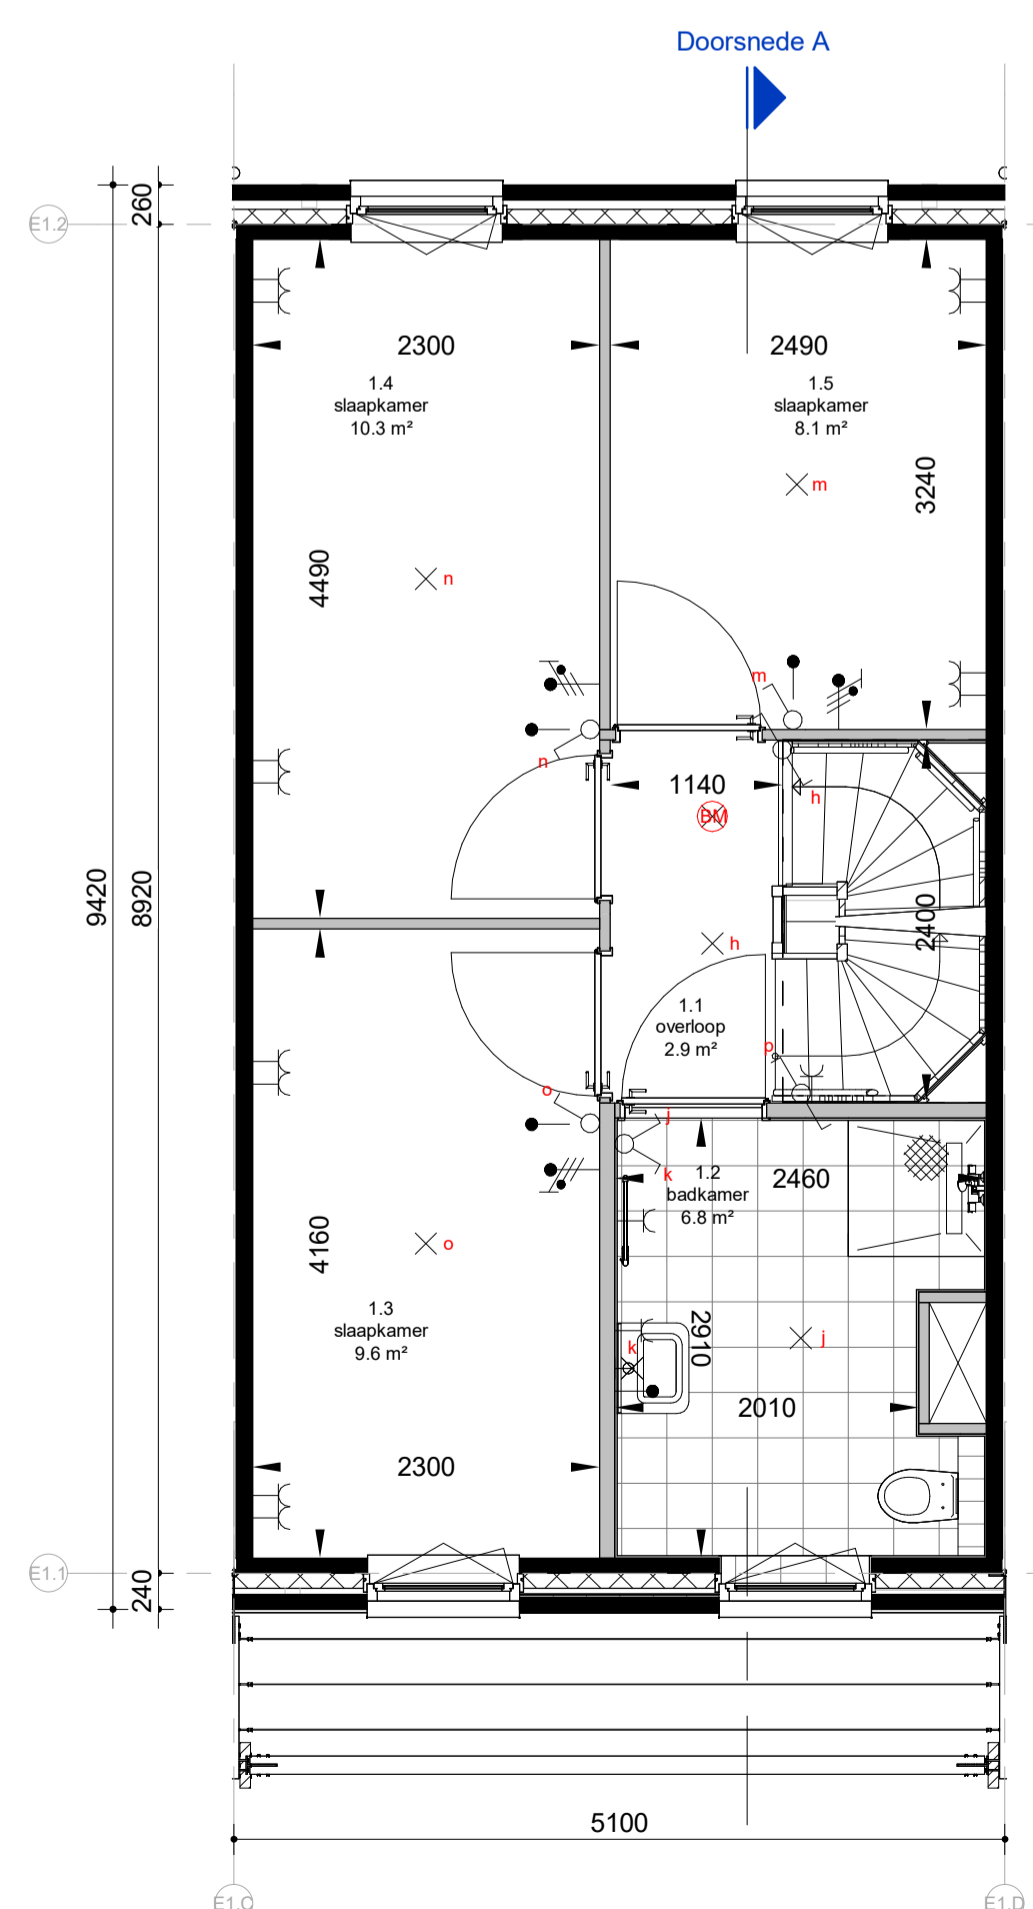 Doorsnede A
260
E1.2
2300
2490
1.4
slaapkamer
10.3 m²
1.5
slaapkamer
8.1 m²
3240
m
4490
n
m
n
1140
h
BM
9420
8920
2400
h
1.1
overloop
2.9 m²
p
o
j
k
1.2
badkamer
6.8 m²
2460
4160
o
1.3
slaapkamer
9.6 m²
2910
j
k
2010
2300
E1.1
240
5100
E1.C
E1.D